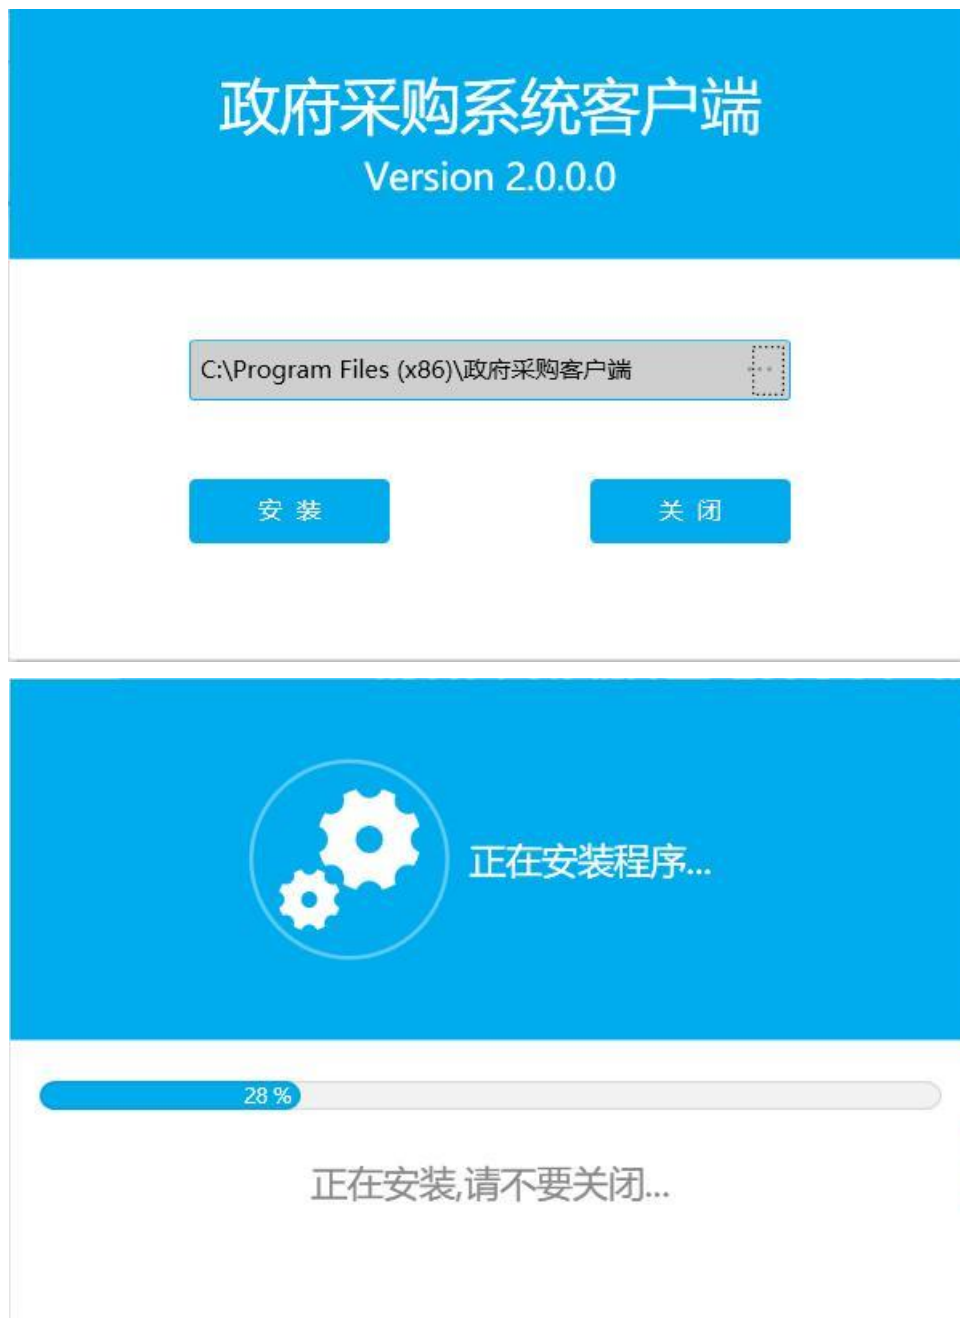 政府采购系统客户端
Version 2.0.0.0
C:\Program Files (x86)\政府采购客户端 ...
安 装
关 闭
正在安装程序...
28 %
正在安装,请不要关闭...